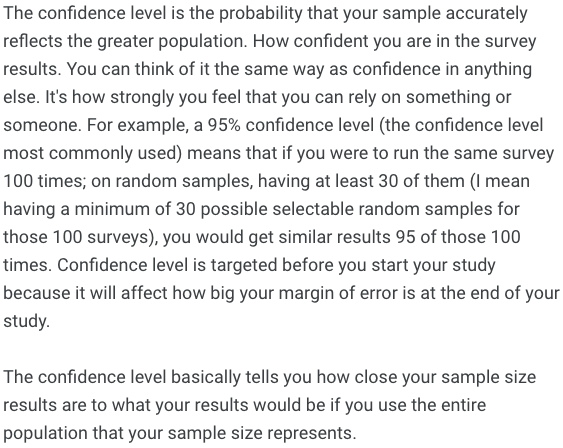 The confidence level is the probability that your sample accurately
reflects the greater population. How confident you are in the survey
results. You can think of it the same way as confidence in anything
else. It's how strongly you feel that you can rely on something or
someone. For example, a 95% confidence level (the confidence level
most commonly used) means that if you were to run the same survey
100 times; on random samples, having at least 30 of them (I mean
having a minimum of 30 possible selectable random samples for
those 100 surveys), you would get similar results 95 of those 100
times. Confidence level is targeted before you start your study
because it will affect how big your margin of error is at the end of your
study.
The confidence level basically tells you how close your sample size
results are to what your results would be if you use the entire
population that your sample size represents.